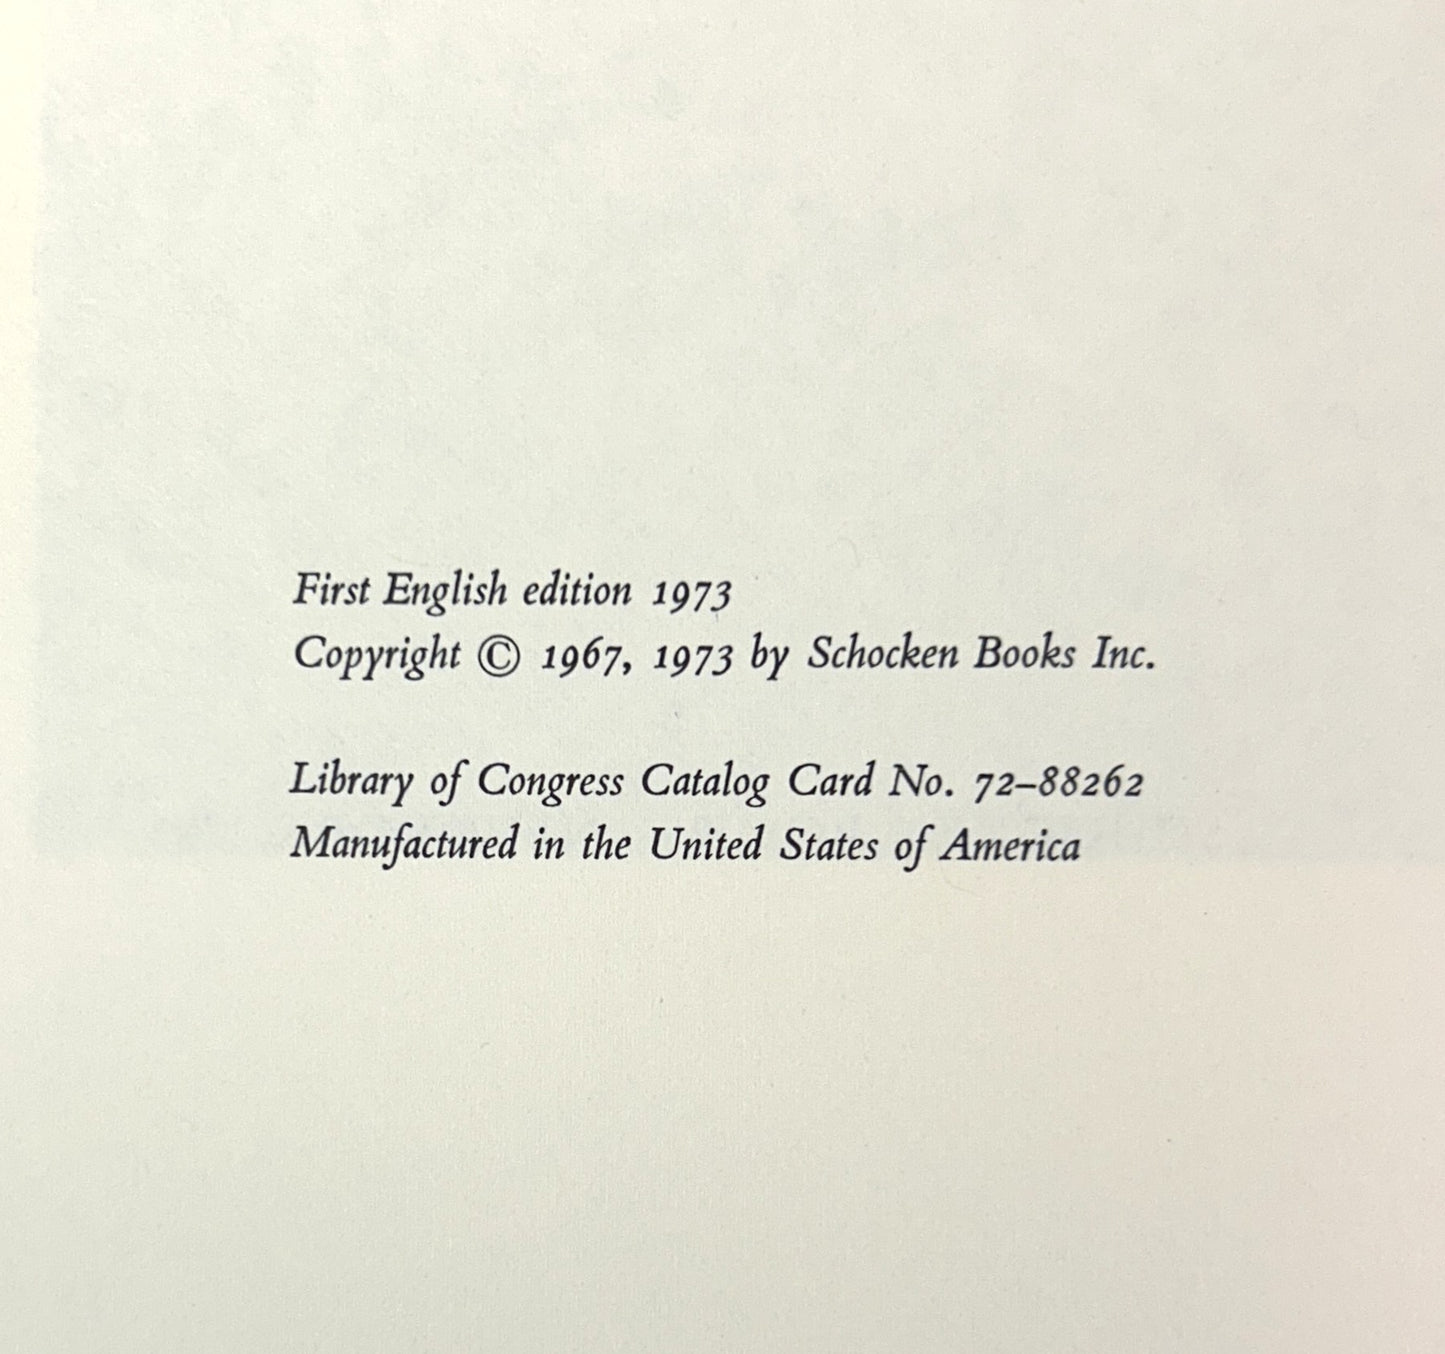 First English edition 1973
Copyright © 1967, 1973 by Schocken Books Inc.
Library of Congress Catalog Card No. 72–88262
Manufactured in the United States of America